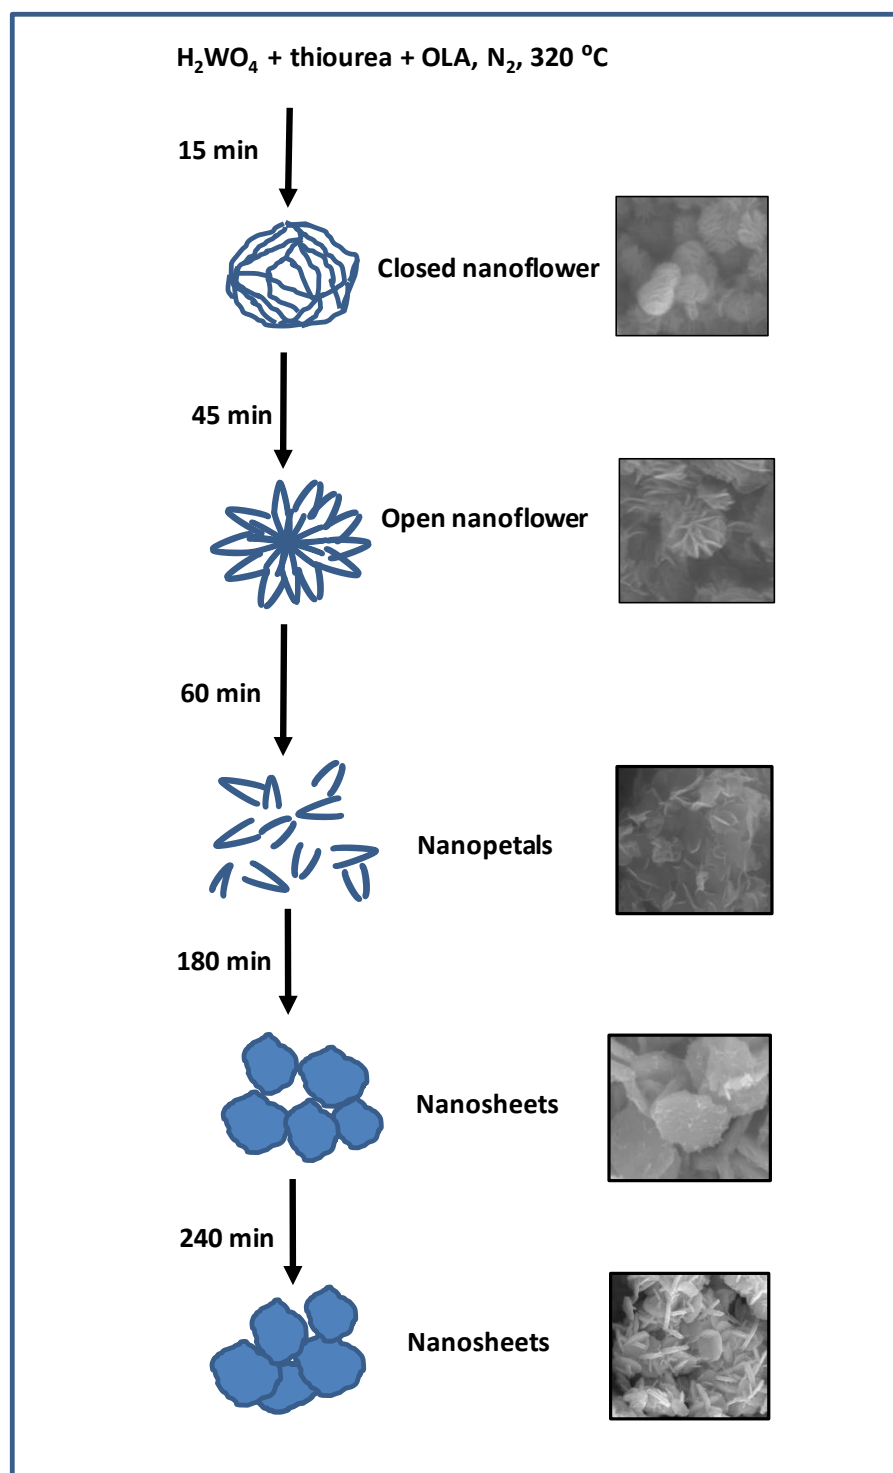 H₂WO₄ + thiourea + OLA, N₂, 320 ⁰C
15 min
Closed nanoflower
45 min
Open nanoflower
60 min
Nanopetals
180 min
Nanosheets
240 min
Nanosheets